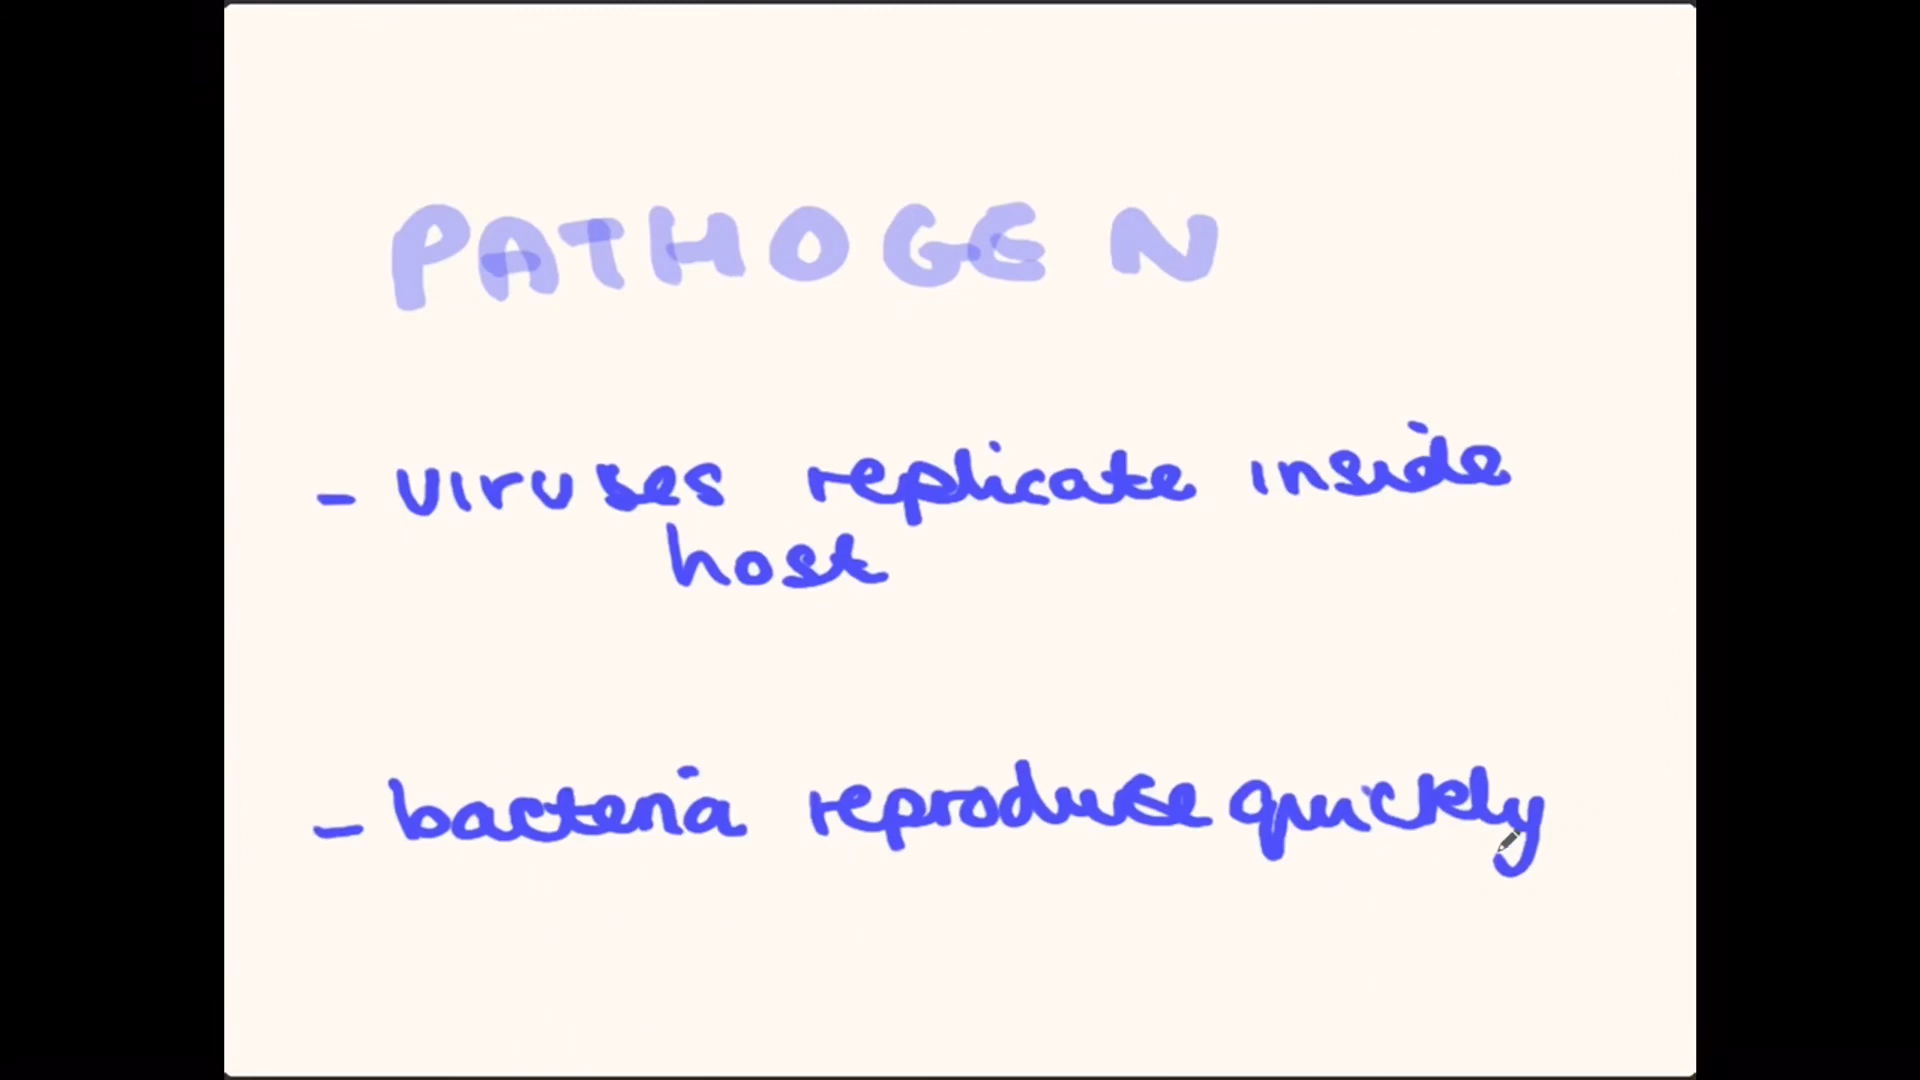 PATHOGEN
- viruses replicate inside
host
- bacteria reproduce quickly